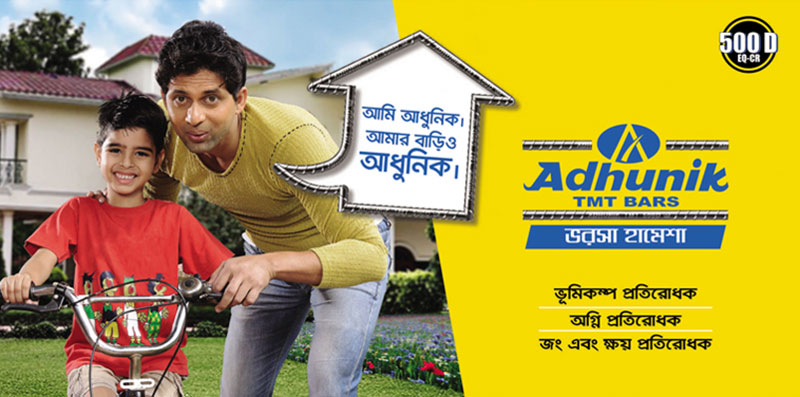 আমি আধুনিক।
আমার বাড়িও
আধুনিক।
500 D
EQ-CR
Adhunik
TMT BARS
ভরসা হামেশা
ভূমিকম্প প্রতিরোধক
অগ্নি প্রতিরোধক
জং এবং ক্ষয় প্রতিরোধক